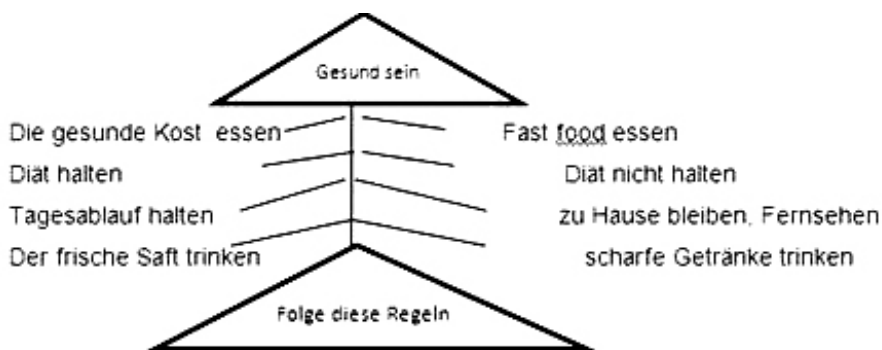 Gesund sein
Die gesunde Kost essen
Fast food essen
Diät halten
Diät nicht halten
Tagesablauf halten
zu Hause bleiben, Fernsehen
Der frische Saft trinken
scharfe Getränke trinken
Folge diese Regeln